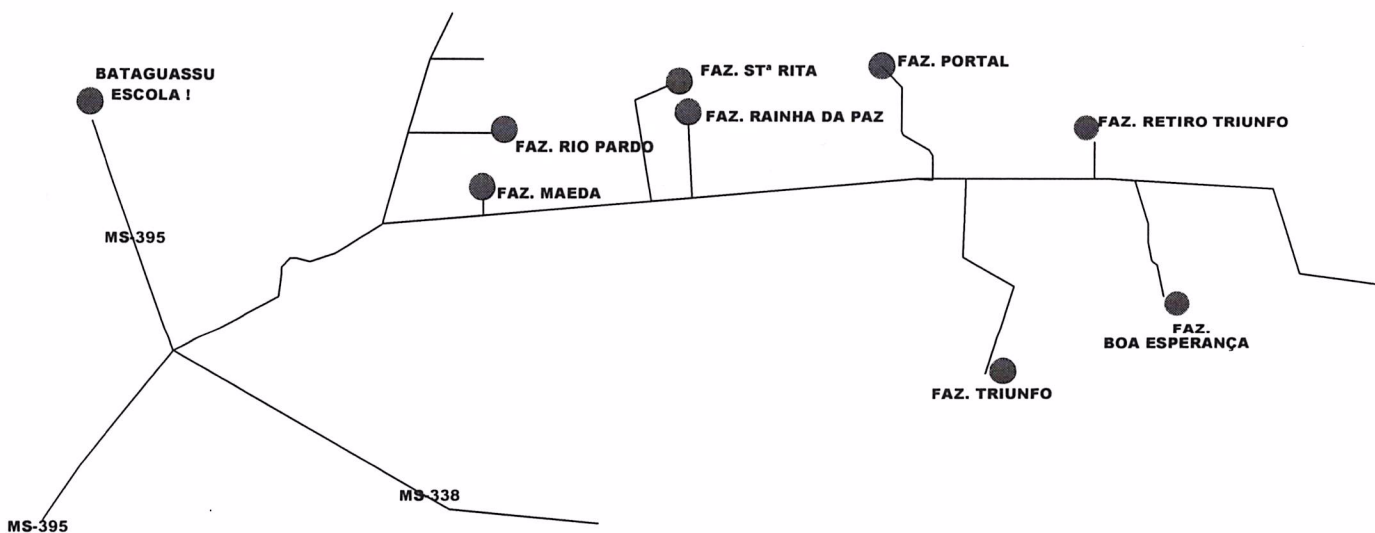 BATAGUASSU
ESCOLA !
FAZ. STª RITA
FAZ. PORTAL
FAZ. RAINHA DA PAZ
FAZ. RETIRO TRIUNFO
FAZ. RIO PARDO
FAZ. MAEDA
MS-395
FAZ.
BOA ESPERANÇA
FAZ. TRIUNFO
MS-338
MS-395